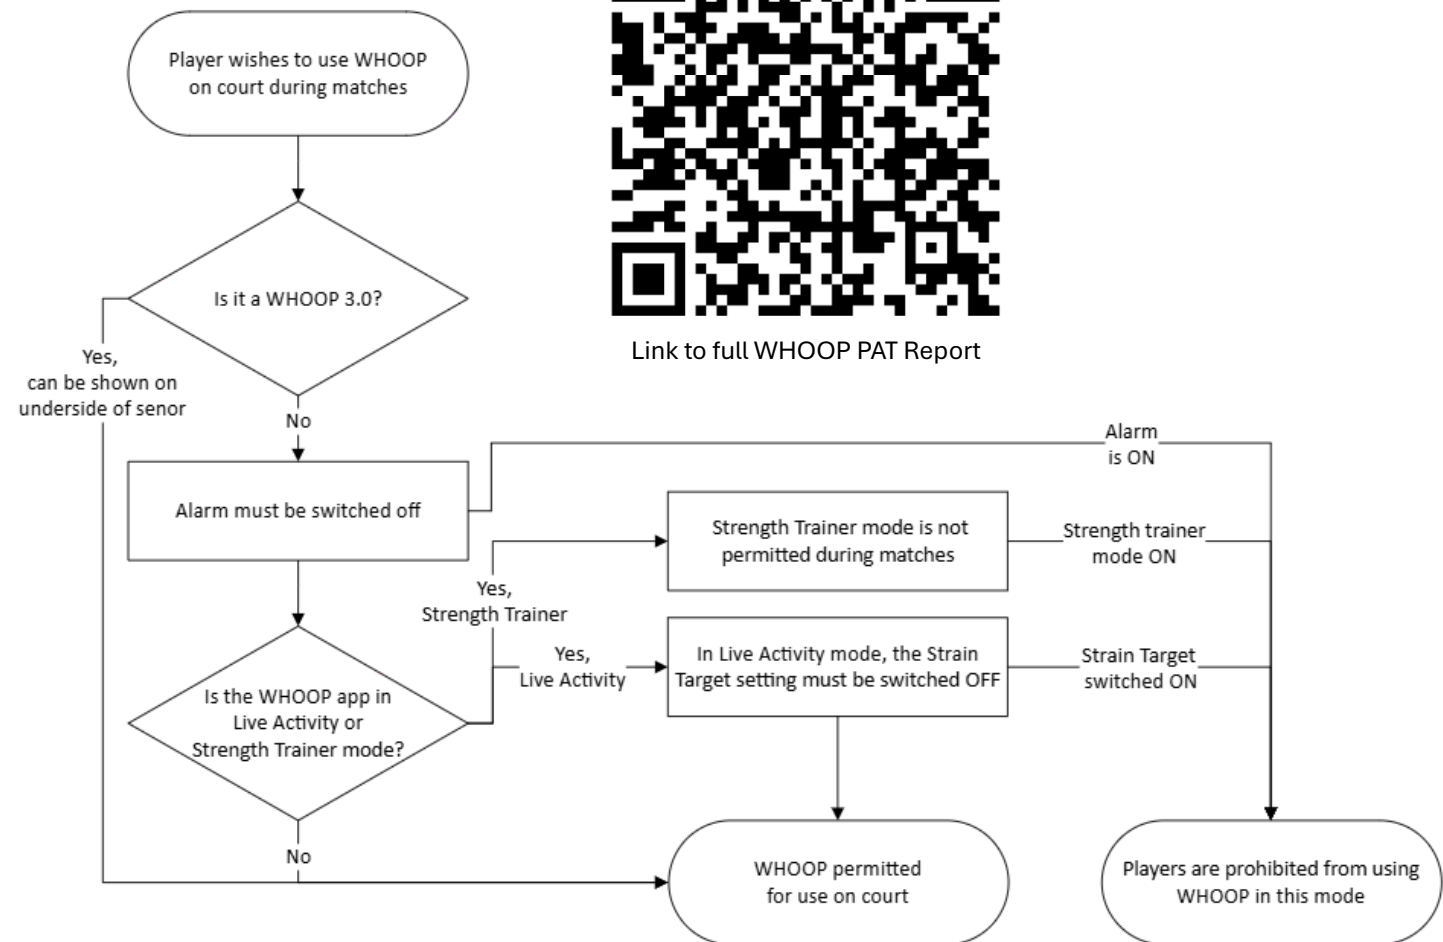 Player wishes to use WHOOP
on court during matches
Is it a WHOOP 3.0?
Link to full WHOOP PAT Report
Yes,
can be shown on
underside of senor
No
Alarm
is ON
Alarm must be switched off
Strength Trainer mode is not
permitted during matches
Strength trainer
mode ON
Yes,
Strength Trainer
Yes,
Live Activity
In Live Activity mode, the Strain
Target setting must be switched OFF
Strain Target
switched ON
Is the WHOOP app in
Live Activity or
Strength Trainer mode?
No
WHOOP permitted
for use on court
Players are prohibited from using
WHOOP in this mode